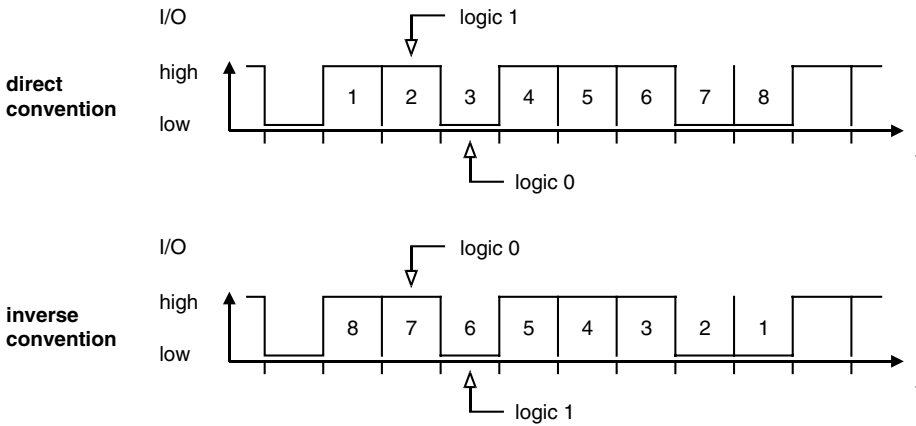 I/O
logic 1
direct
convention
high
low
1 2 3 4 5 6 7 8
logic 0
I/O
logic 0
inverse
convention
high
low
8 7 6 5 4 3 2 1
logic 1